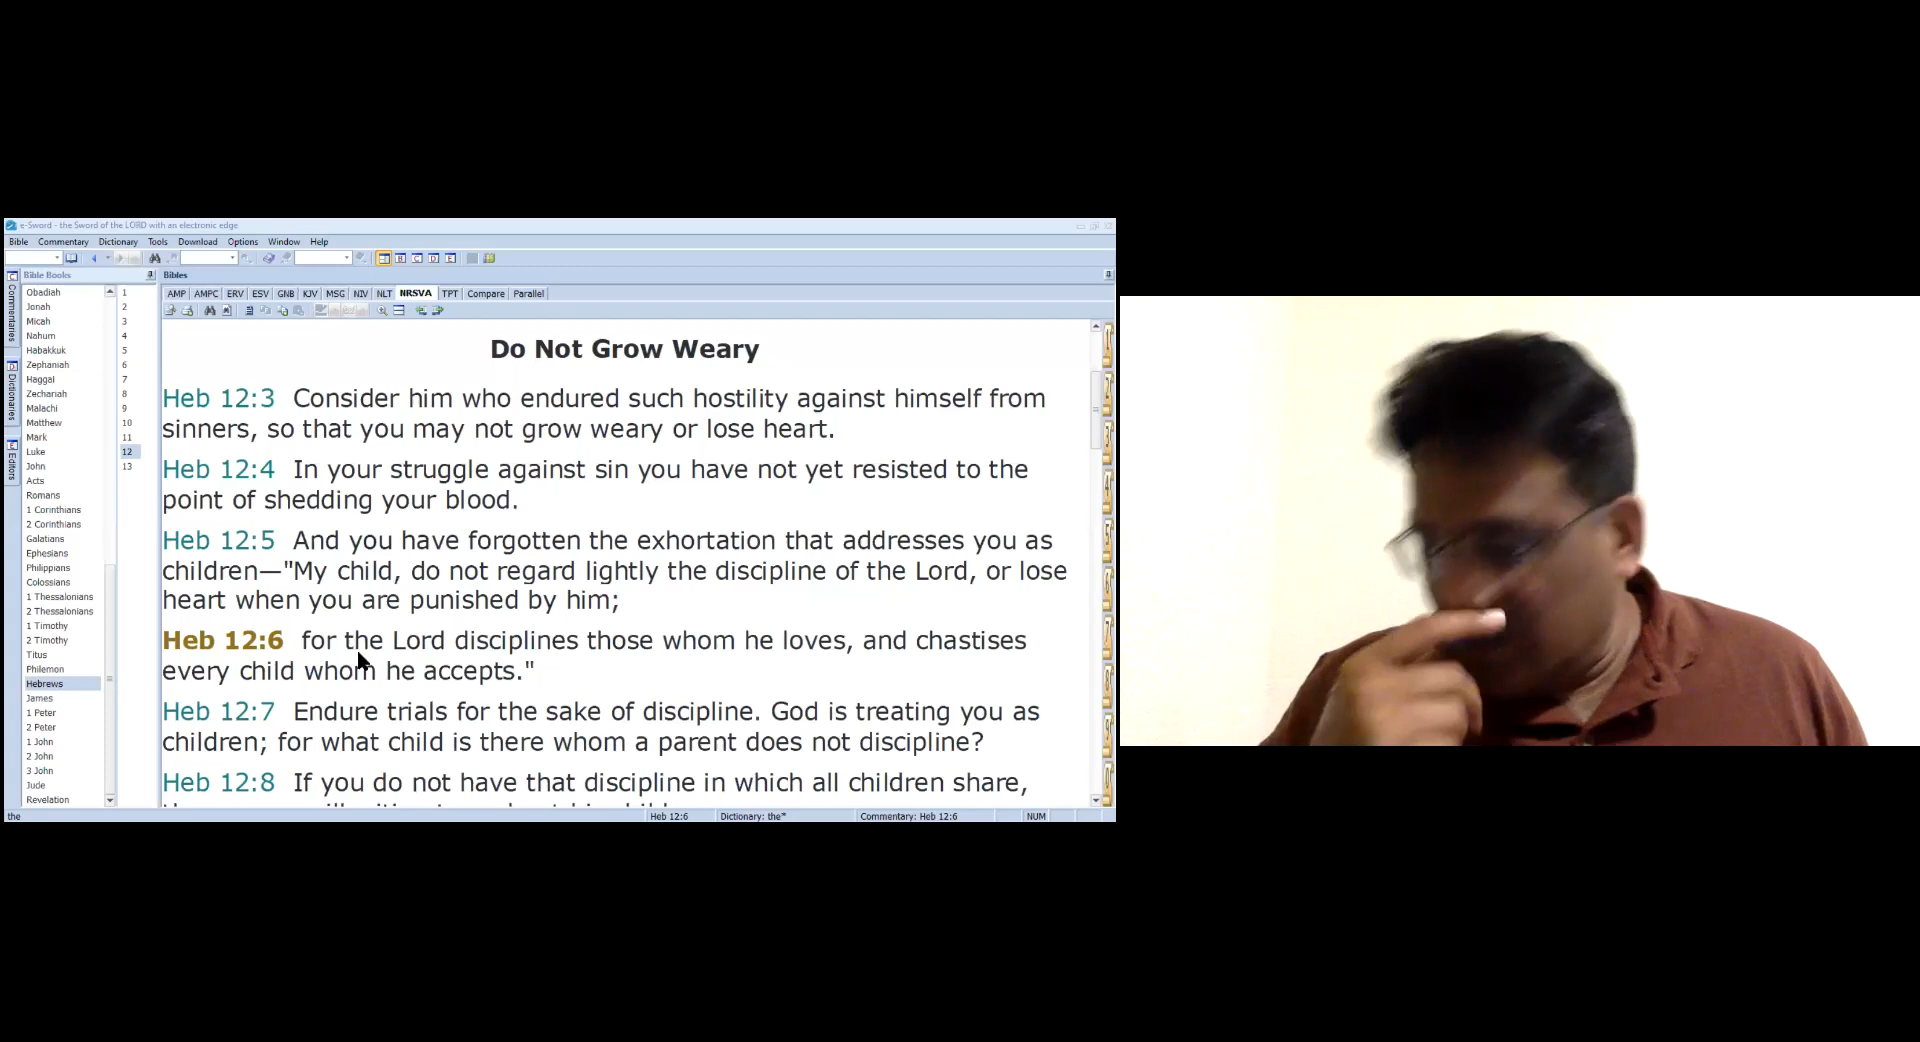 e-Sword - the Sword of the LORD with an electronic edge
Bible Commentary Dictionary Tools Download Options Window Help
Bible Books
Bibles
Commentaries
Dictionaries
Editors
Obadiah
Jonah
Micah
Nahum
Habakkuk
Zephaniah
Haggai
Zechariah
Malachi
Matthew
Mark
Luke
John
Acts
Romans
1 Corinthians
2 Corinthians
Galatians
Ephesians
Philippians
Colossians
1 Thessalonians
2 Thessalonians
1 Timothy
2 Timothy
Titus
Philemon
Hebrews
James
1 Peter
2 Peter
1 John
2 John
3 John
Jude
Revelation
1
2
3
4
5
6
7
8
9
10
11
12
13
AMP AMPC ERV ESV GNB KJV MSG NIV NLT NRSVA TPT Compare Parallel
Do Not Grow Weary
Heb 12:3 Consider him who endured such hostility against himself from
sinners, so that you may not grow weary or lose heart.
Heb 12:4 In your struggle against sin you have not yet resisted to the
point of shedding your blood.
Heb 12:5 And you have forgotten the exhortation that addresses you as
children—"My child, do not regard lightly the discipline of the Lord, or lose
heart when you are punished by him;
Heb 12:6 for the Lord disciplines those whom he loves, and chastises
every child whom he accepts."
Heb 12:7 Endure trials for the sake of discipline. God is treating you as
children; for what child is there whom a parent does not discipline?
Heb 12:8 If you do not have that discipline in which all children share,
the Heb 12:6 Dictionary: the™ Commentary: Heb 12:6 NUM